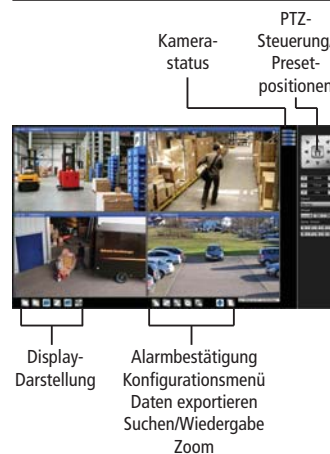 PTZ-
Kamera-
Steuerung/
status
Preset-
positionen
Display-
Darstellung
Alarmbestätigung
Konfigurationsmenü
Daten exportieren
Suchen/Wiedergabe
Zoom